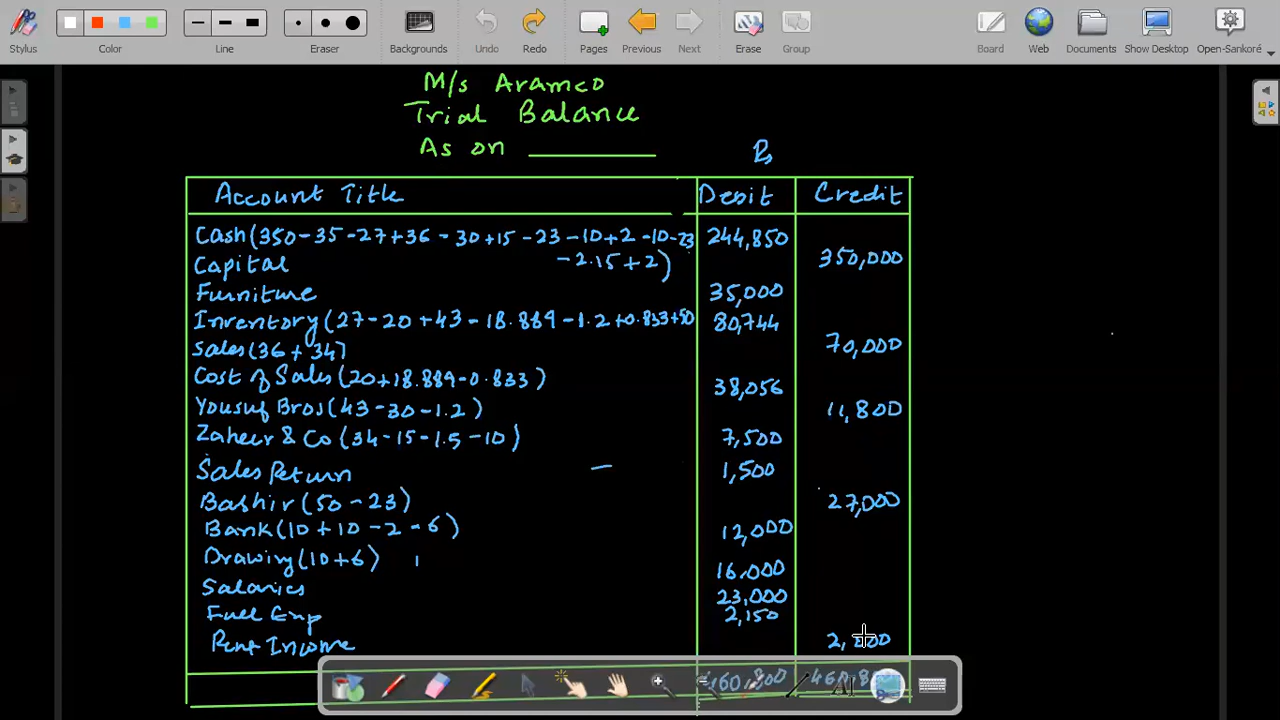 Stylus
Color
Line
Eraser
Backgrounds
Undo
Redo
Pages
Previous
Next
Erase
Group
Board
Web
Documents
Show Desktop
Open-Sankoré
M/s Aramco
Trial Balance
As on
Rs
Account Title Debit Credit
Cash (350-35-27+36-30+15-23-10+2-10-23 244,850
-2.15+2)
Capital 350,000
Furniture 35,000
Inventory (27-20+43-18.889-1.2+0.833+50 80,744
Sales (36+34) 70,000
Cost of Sales (20+18.889-0.833) 38,056
Yousuf Bros (43-30-1.2) 11,800
Zaheer & Co (34-15-1.5-10) 7,500
Sales Return 1,500
Bashir (50-23) 27,000
Bank (10+10-2-6) 12,000
Drawing (10+6) 16,000
Salaries 23,000
Fuel Exp 2,150
Rent Income 2,000